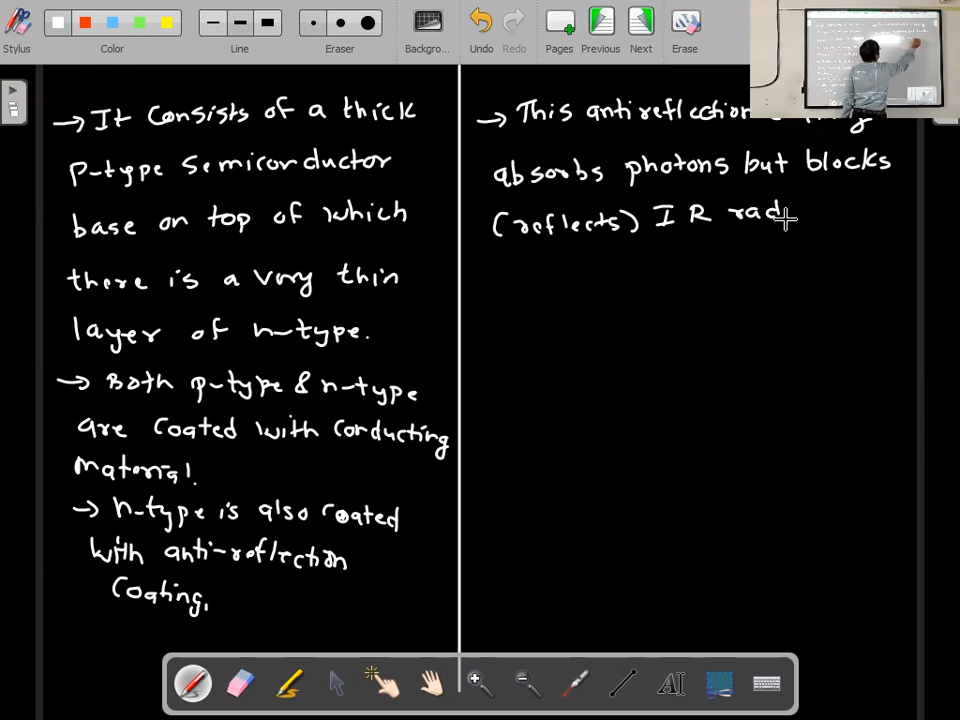 Stylus Color Line Eraser Backgro... Undo Redo Pages Previous Next Erase
→ It consists of a thick
p-type semiconductor
base on top of which
there is a very thin
layer of n-type.
→ Both p-type & n-type
are coated with conducting
material.
→ n-type is also coated
with anti-reflection
coating.
→ This antireflection
absorbs photons but blocks
(reflects) IR rad